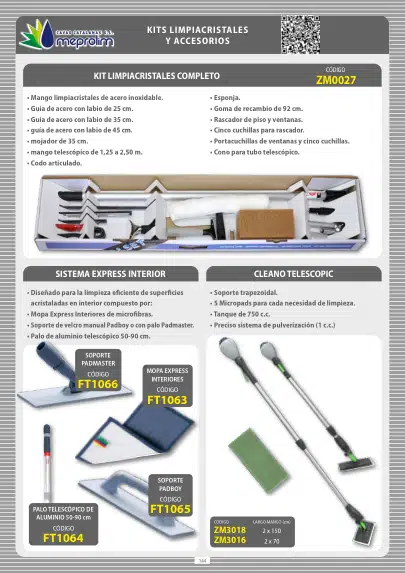 TAPAS CATALANAS S.L.
meprolim
KITS LIMPIACRISTALES
Y ACCESORIOS
KIT LIMPIACRISTALES COMPLETO
CÓDIGO
ZM0027
• Mango limpiacristales de acero inoxidable.
• Guía de acero con labio de 25 cm.
• Guía de acero con labio de 35 cm.
• guía de acero con labio de 45 cm.
• mojador de 35 cm.
• mango telescópico de 1,25 a 2,50 m.
• Codo articulado.
• Esponja.
• Goma de recambio de 92 cm.
• Rascador de piso y ventanas.
• Cinco cuchillas para rascador.
• Portacuchillas de ventanas y cinco cuchillas.
• Cono para tubo telescópico.
SISTEMA EXPRESS INTERIOR
• Diseñado para la limpieza eficiente de superficies
acristaladas en interior compuesto por:
• Mopa Express Interiores de microfibras.
• Soporte de velcro manual Padboy o con palo Padmaster.
• Palo de aluminio telescópico 50-90 cm.
SOPORTE
PADMASTER
CÓDIGO
FT1066
MOPA EXPRESS
INTERIORES
CÓDIGO
FT1063
SOPORTE
PADBOY
CÓDIGO
FT1065
PALO TELESCÓPICO DE
ALUMINIO 50-90 cm
CÓDIGO
FT1064
CLEANO TELESCOPIC
• Soporte trapezoidal.
• 5 Micropads para cada necesidad de limpieza.
• Tanque de 750 c.c.
• Preciso sistema de pulverización (1 c.c.)
CÓDIGO LARGO MANGO (cm)
ZM3018 2 x 150
ZM3016 2 x 70
144